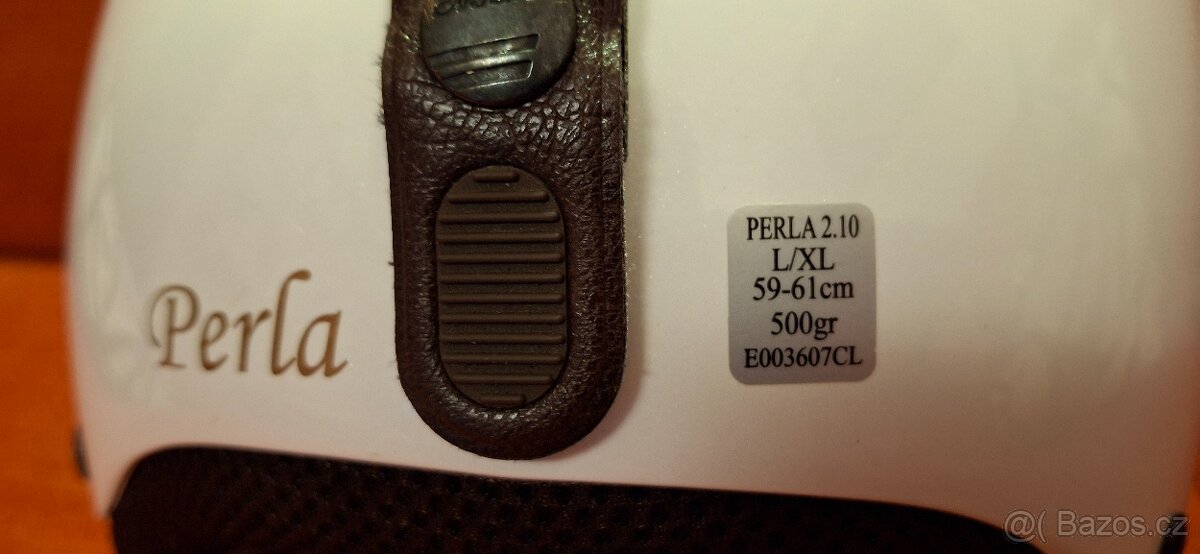 Perla
PERLA 2.10
L/XL
59-61cm
500gr
E003607CL
@( Bazos.cz